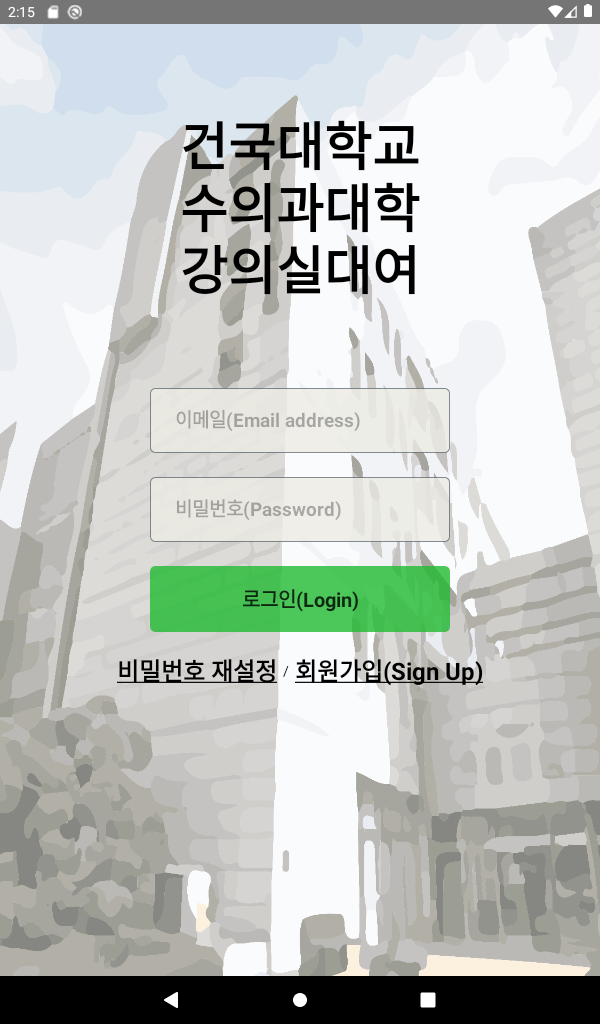 2:15
건국대학교
수의과대학
강의실대여
이메일(Email address)
비밀번호(Password)
로그인(Login)
비밀번호 재설정 / 회원가입(Sign Up)